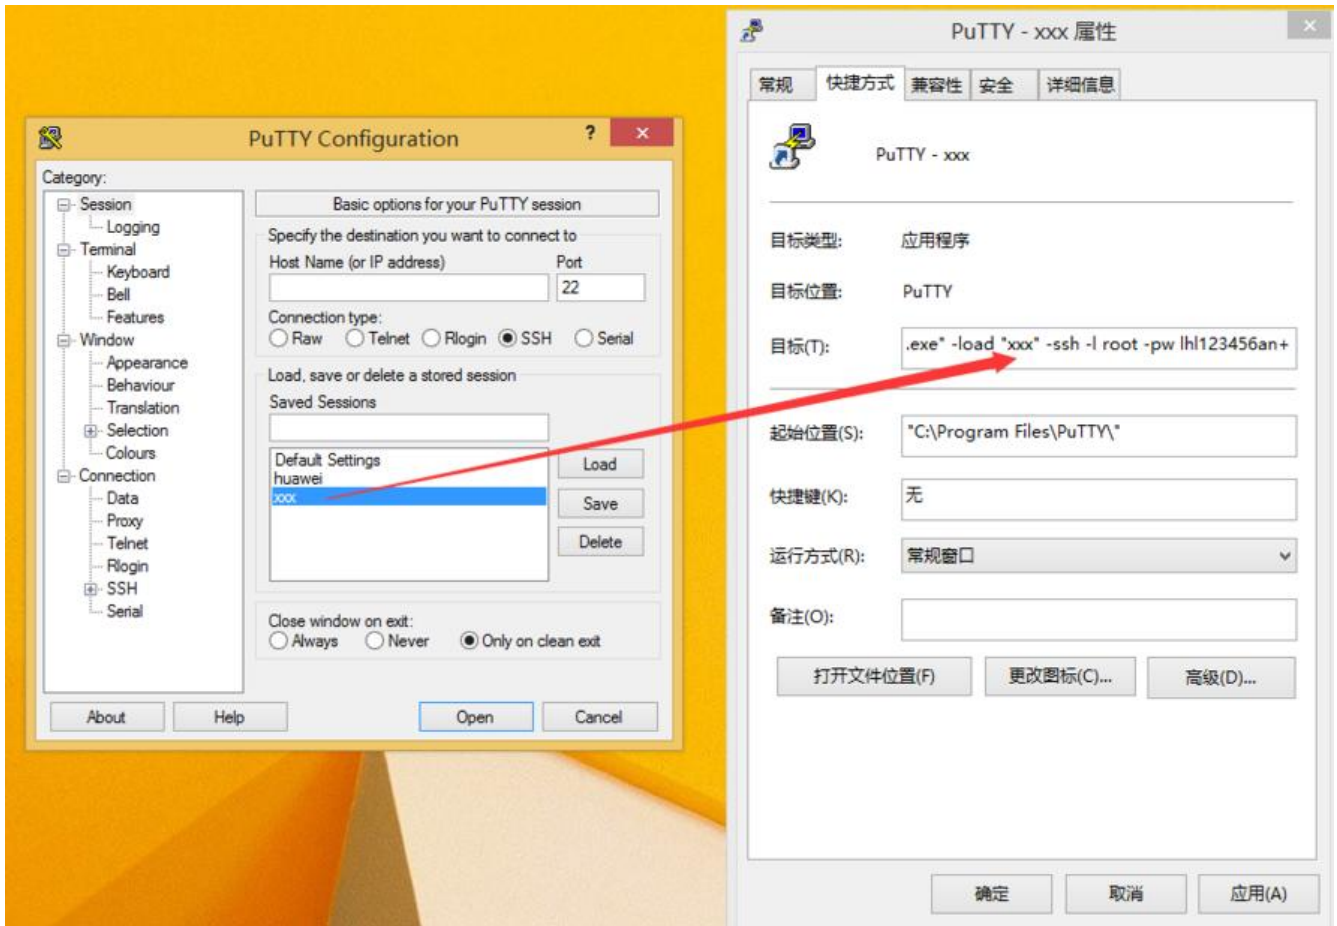 PuTTY Configuration
?
Category:
Session
Logging
Terminal
Keyboard
Bell
Features
Window
Appearance
Behaviour
Translation
Selection
Colours
Connection
Data
Proxy
Telnet
Rlogin
SSH
Serial
Basic options for your PuTTY session
Specify the destination you want to connect to
Host Name (or IP address) Port
22
Connection type:
Raw Telnet Rlogin SSH Serial
Load, save or delete a stored session
Saved Sessions
Default Settings
huawei
xxx
Load
Save
Delete
Close window on exit:
Always Never Only on clean exit
About Help Open Cancel
PuTTY - xxx 属性
常规 快捷方式 兼容性 安全 详细信息
PuTTY - xxx
目标类型: 应用程序
目标位置: PuTTY
目标(T): .exe" -load "xxx" -ssh -l root -pw lhl123456an+
起始位置(S): "C:\Program Files\PuTTY\"
快捷键(K): 无
运行方式(R): 常规窗口
备注(O):
打开文件位置(F) 更改图标(C)... 高级(D)...
确定 取消 应用(A)